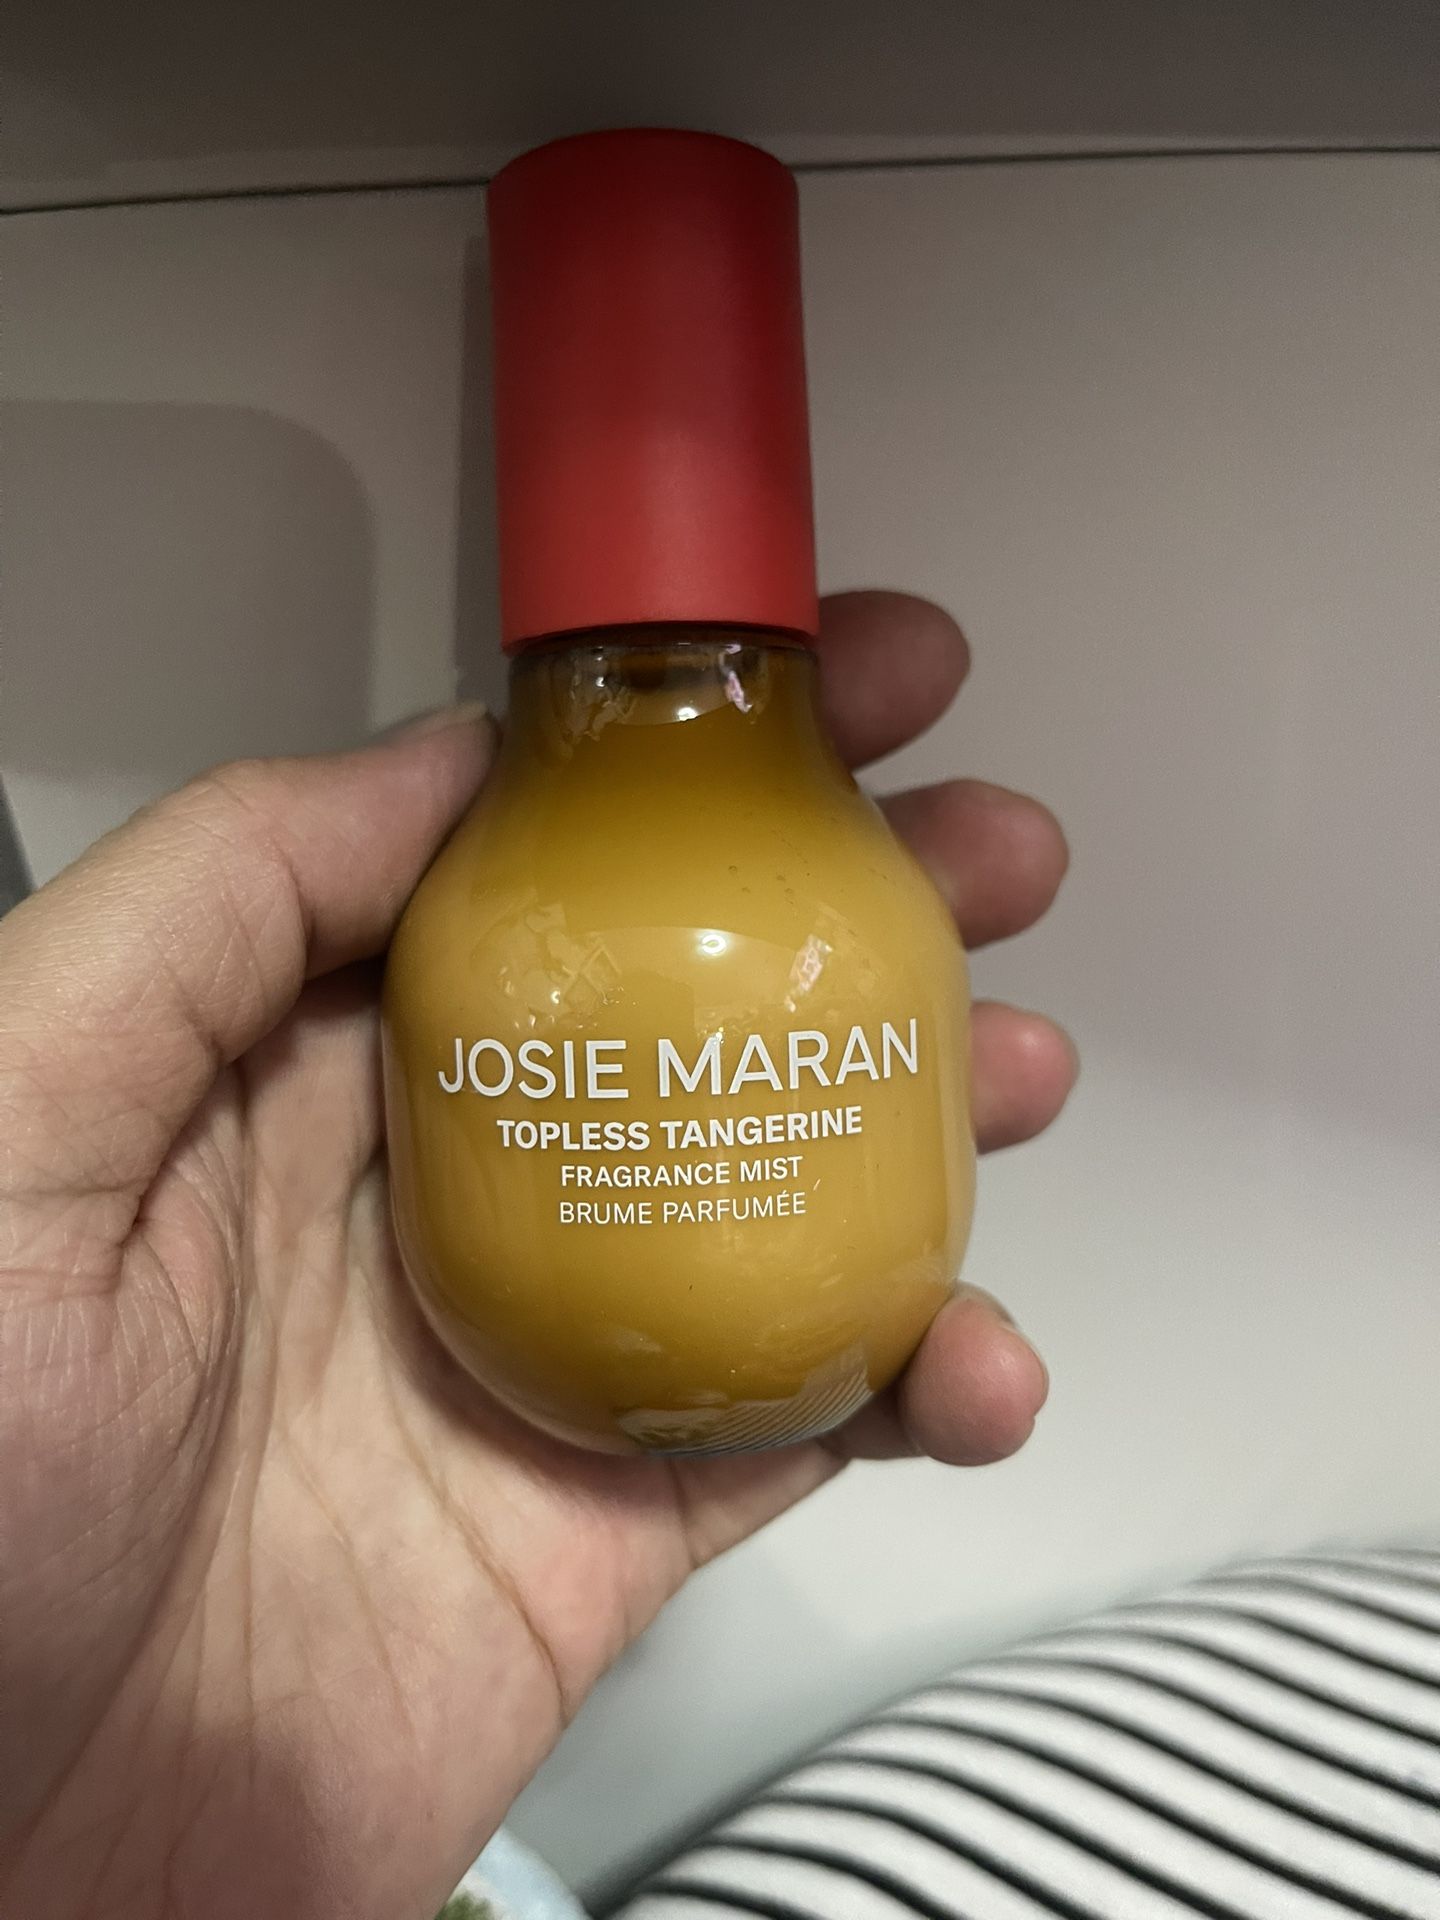 JOSIE MARAN
TOPLESS TANGERINE
FRAGRANCE MIST
BRUME PARFUMÉE